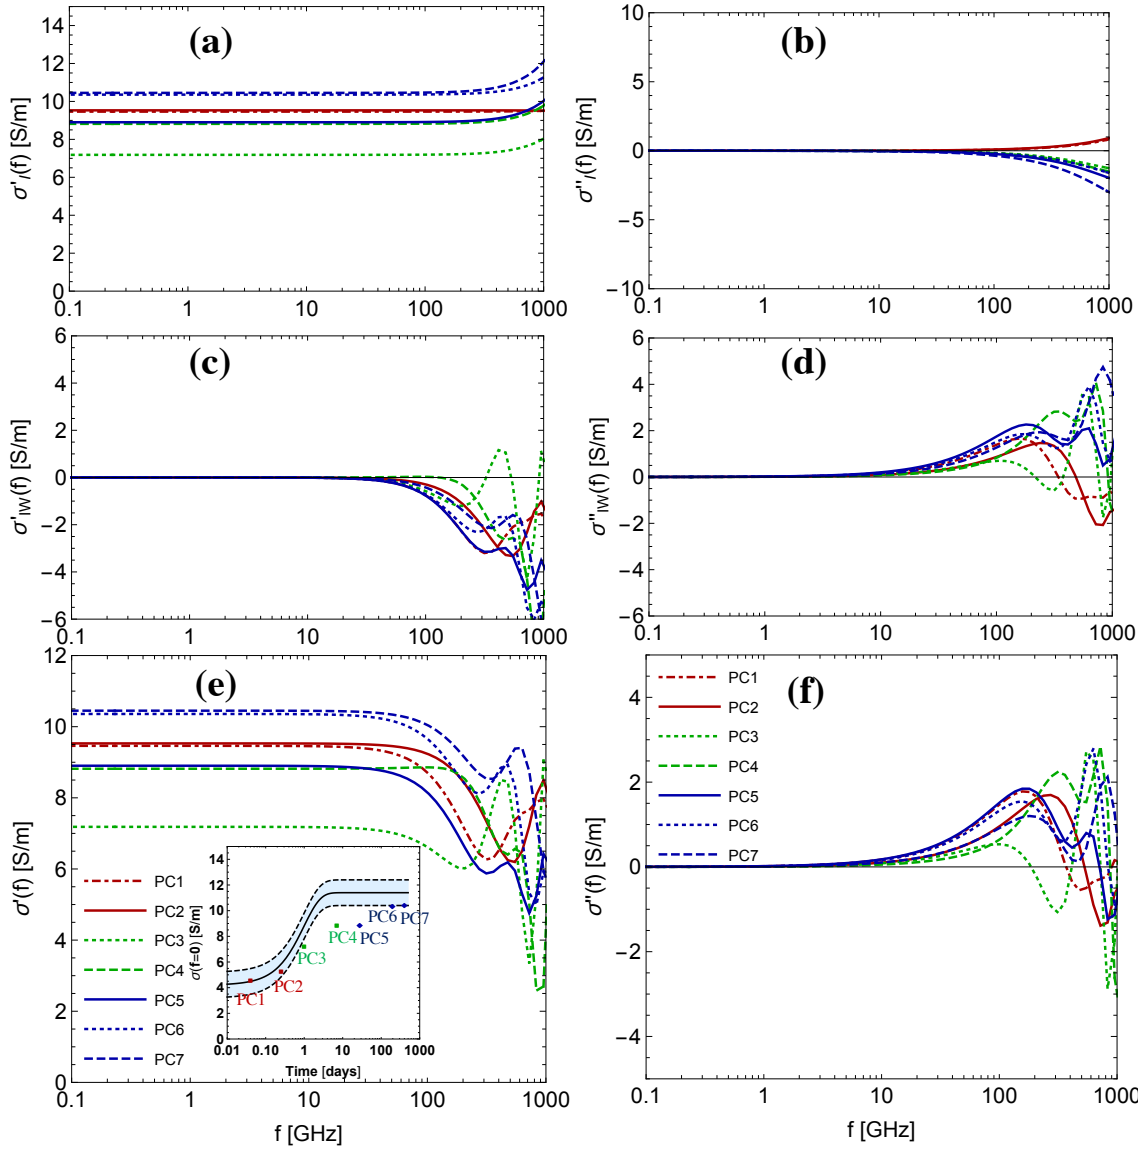 (a)
σ'I(f) [S/m]
14
12
10
8
6
4
2
0
0.1 1 10 100 1000
(b)
σ''I(f) [S/m]
10
5
0
−5
−10
0.1 1 10 100 1000
(c)
σ'IW(f) [S/m]
6
4
2
0
−2
−4
−6
0.1 1 10 100 1000
(d)
σ''IW(f) [S/m]
6
4
2
0
−2
−4
−6
0.1 1 10 100 1000
(e)
σ'(f) [S/m]
12
10
8
6
4
2
0
PC1
PC2
PC3
PC4
PC5
PC6
PC7
σ(f=0) [S/m]
14
12
10
8
6
4
2
0
PC6 PC7
PC4 PC5
PC3
PC2
PC1
0.01 0.10 1 10 100 1000
Time [days]
0.1 1 10 100 1000
f [GHz]
(f)
σ''(f) [S/m]
4
2
0
−2
−4
PC1
PC2
PC3
PC4
PC5
PC6
PC7
0.1 1 10 100 1000
f [GHz]